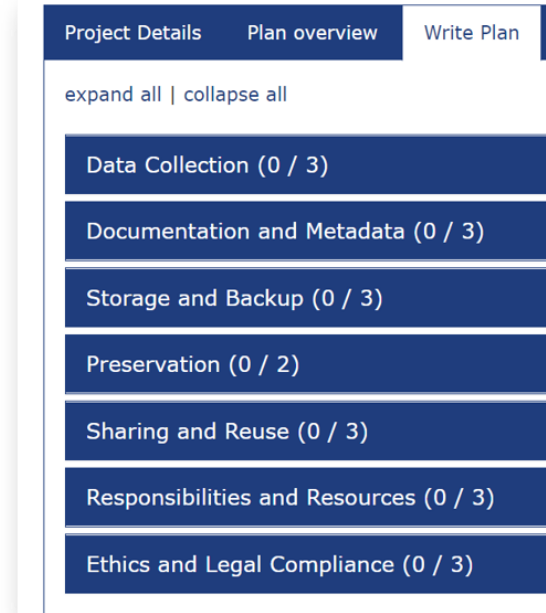 Project Details Plan overview Write Plan
expand all | collapse all
Data Collection (0 / 3)
Documentation and Metadata (0 / 3)
Storage and Backup (0 / 3)
Preservation (0 / 2)
Sharing and Reuse (0 / 3)
Responsibilities and Resources (0 / 3)
Ethics and Legal Compliance (0 / 3)